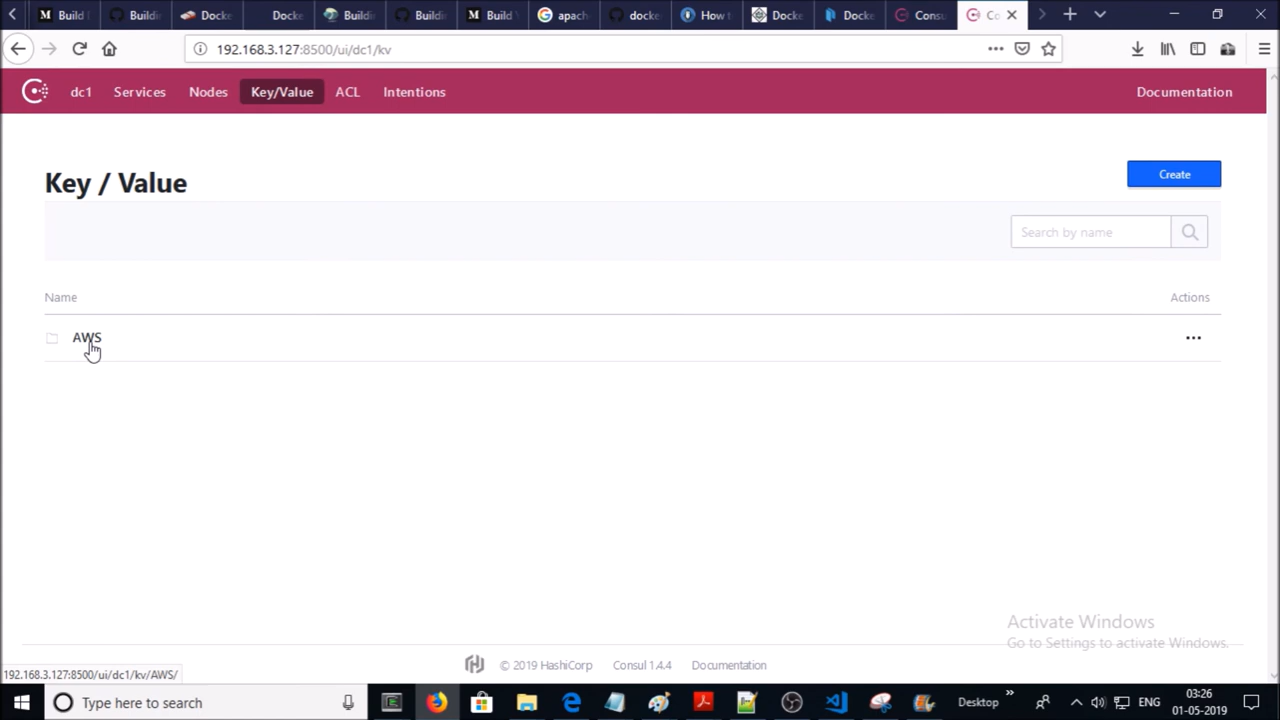 Build
Buildin
Docke
Docke
Buildin
Buildin
Build
apach
docke
How t
Docke
Docke
Consu
Co
192.168.3.127:8500/ui/dc1/kv
dc1 Services Nodes Key/Value ACL Intentions Documentation
Key / Value
Create
Search by name
Name Actions
AWS
Activate Windows
Go to Settings to activate Windows.
© 2019 HashiCorp Consul 1.4.4 Documentation
192.168.3.127:8500/ui/dc1/kv/AWS/
Type here to search
Desktop
ENG
03:26
01-05-2019